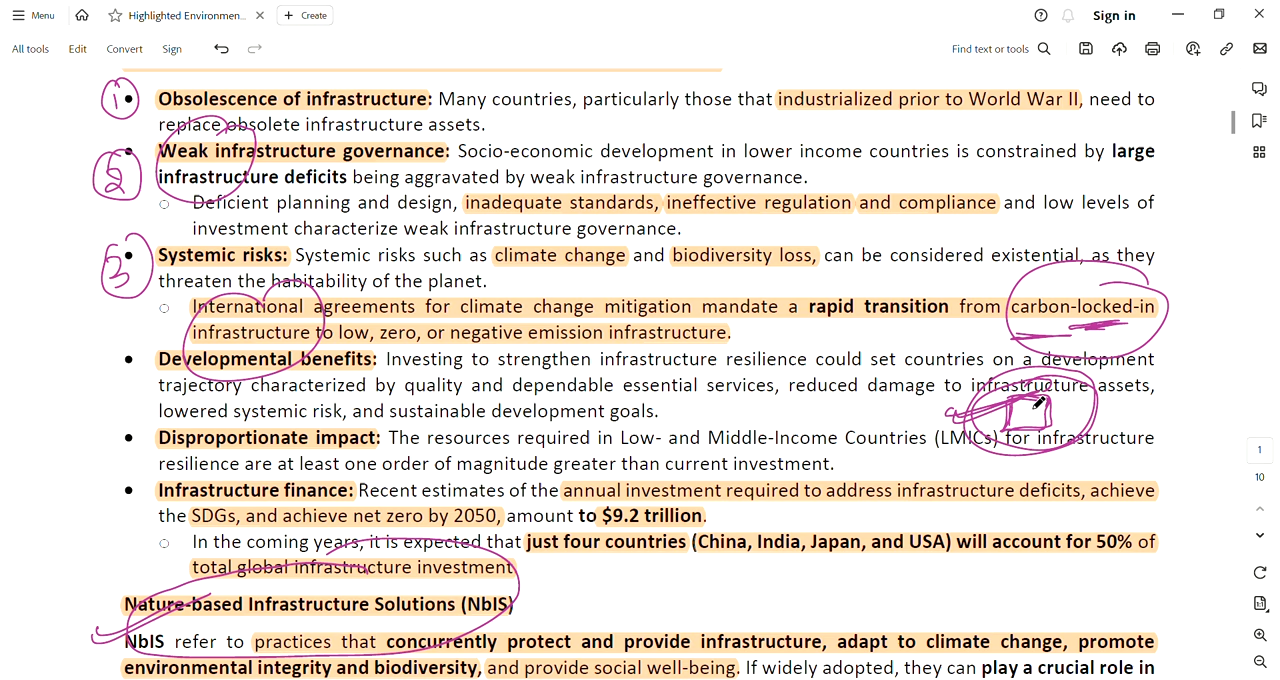 Menu
Highlighted Environmen...
Create
Sign in
All tools
Edit
Convert
Sign
Find text or tools
1
Obsolescence of infrastructure: Many countries, particularly those that industrialized prior to World War II, need to
replace obsolete infrastructure assets.
2
Weak infrastructure governance: Socio-economic development in lower income countries is constrained by large
infrastructure deficits being aggravated by weak infrastructure governance.
Deficient planning and design, inadequate standards, ineffective regulation and compliance and low levels of
investment characterize weak infrastructure governance.
3
Systemic risks: Systemic risks such as climate change and biodiversity loss, can be considered existential, as they
threaten the habitability of the planet.
International agreements for climate change mitigation mandate a rapid transition from carbon-locked-in
infrastructure to low, zero, or negative emission infrastructure.
Developmental benefits: Investing to strengthen infrastructure resilience could set countries on a development
trajectory characterized by quality and dependable essential services, reduced damage to infrastructure assets,
lowered systemic risk, and sustainable development goals.
Disproportionate impact: The resources required in Low- and Middle-Income Countries (LMICs) for infrastructure
resilience are at least one order of magnitude greater than current investment.
Infrastructure finance: Recent estimates of the annual investment required to address infrastructure deficits, achieve
the SDGs, and achieve net zero by 2050, amount to $9.2 trillion.
In the coming years, it is expected that just four countries (China, India, Japan, and USA) will account for 50% of
total global infrastructure investment
Nature-based Infrastructure Solutions (NbIS)
NbIS refer to practices that concurrently protect and provide infrastructure, adapt to climate change, promote
environmental integrity and biodiversity, and provide social well-being. If widely adopted, they can play a crucial role in
1
10